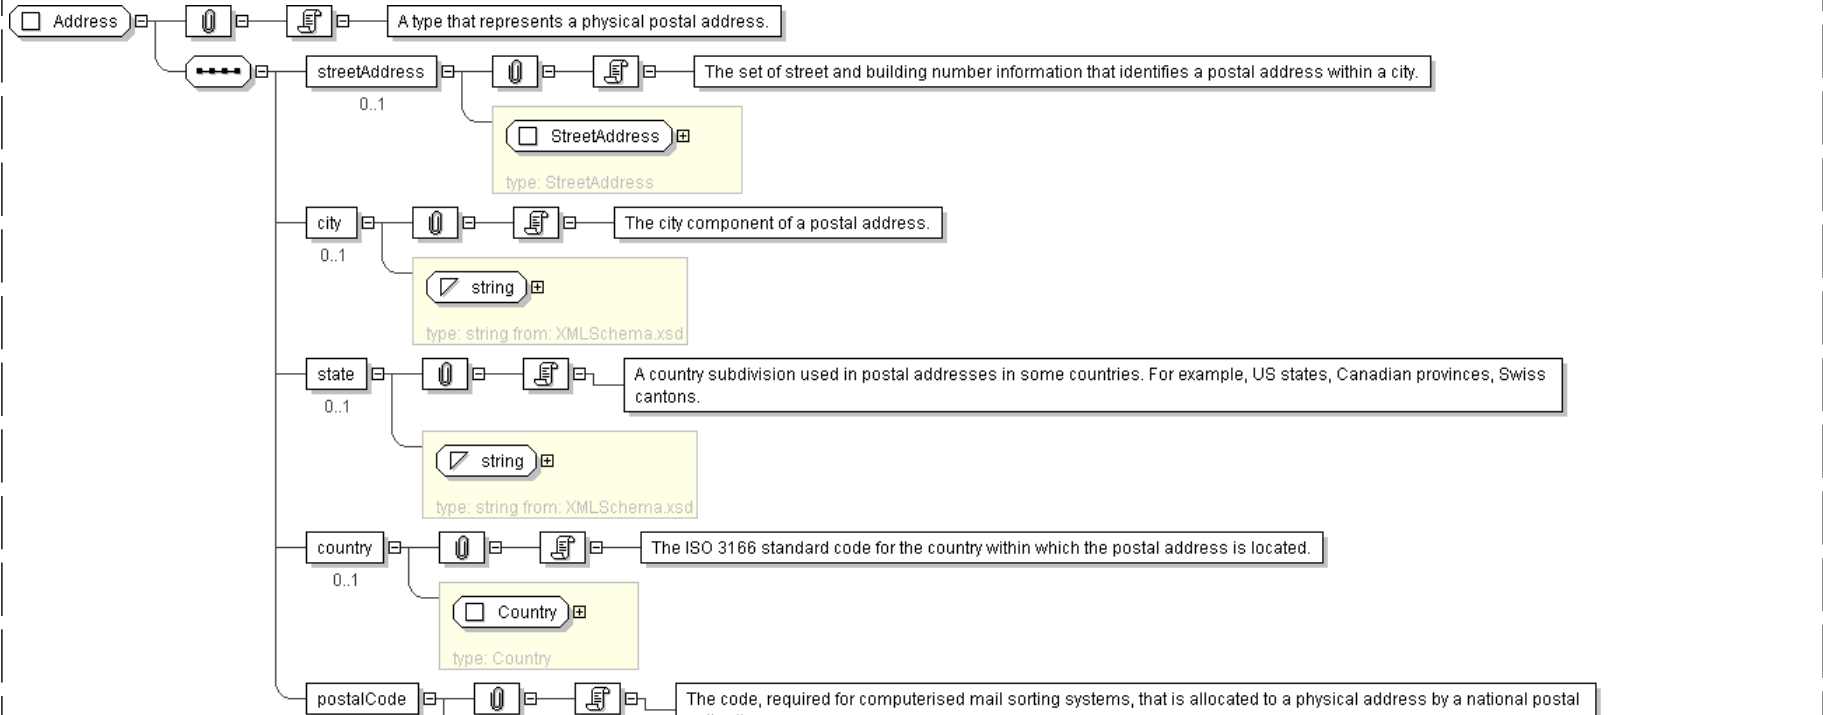 Address
A type that represents a physical postal address.
streetAddress
The set of street and building number information that identifies a postal address within a city.
0..1
StreetAddress
type: StreetAddress
city
The city component of a postal address.
0..1
string
type: string from: XMLSchema.xsd
state
A country subdivision used in postal addresses in some countries. For example, US states, Canadian provinces, Swiss
cantons.
0..1
string
type: string from: XMLSchema.xsd
country
The ISO 3166 standard code for the country within which the postal address is located.
0..1
Country
type: Country
postalCode
The code, required for computerised mail sorting systems, that is allocated to a physical address by a national postal